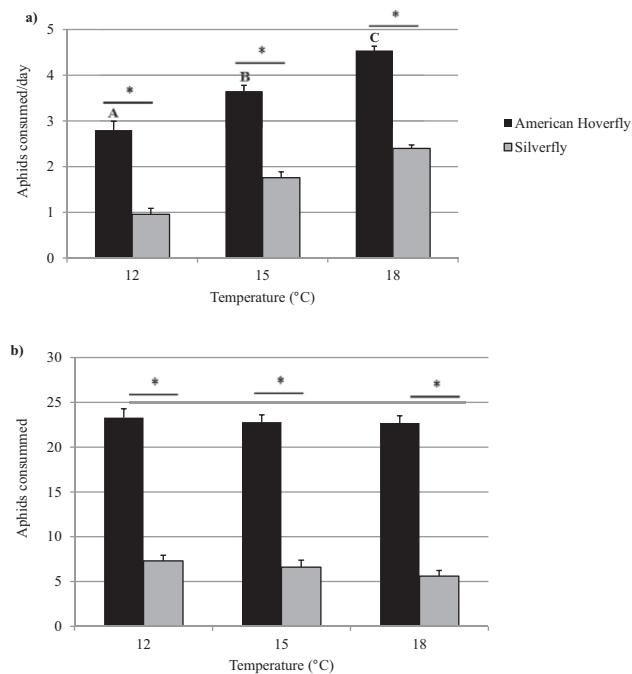 a)
5
4
3
2
1
0
Aphids consumed/day
*
*
*
A
B
C
12
15
18
Temperature (°C)
American Hoverfly
Silverfly
b)
30
25
20
15
10
5
0
Aphids consummed
*
*
*
12
15
18
Temperature (°C)